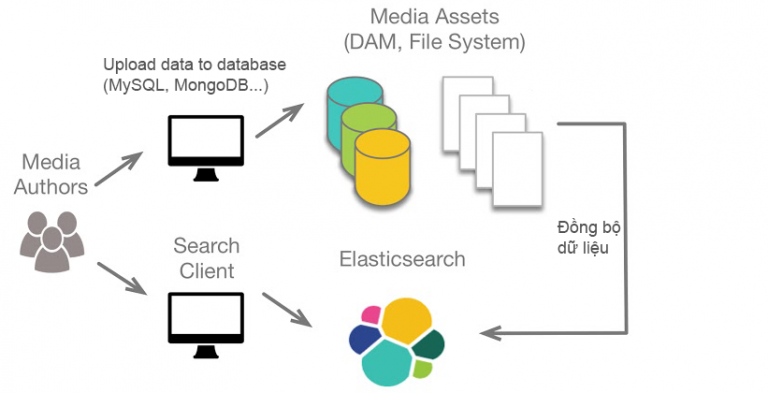 Media Assets
(DAM, File System)
Upload data to database
(MySQL, MongoDB...)
Media
Authors
Search
Client
Elasticsearch
Đồng bộ
dữ liệu